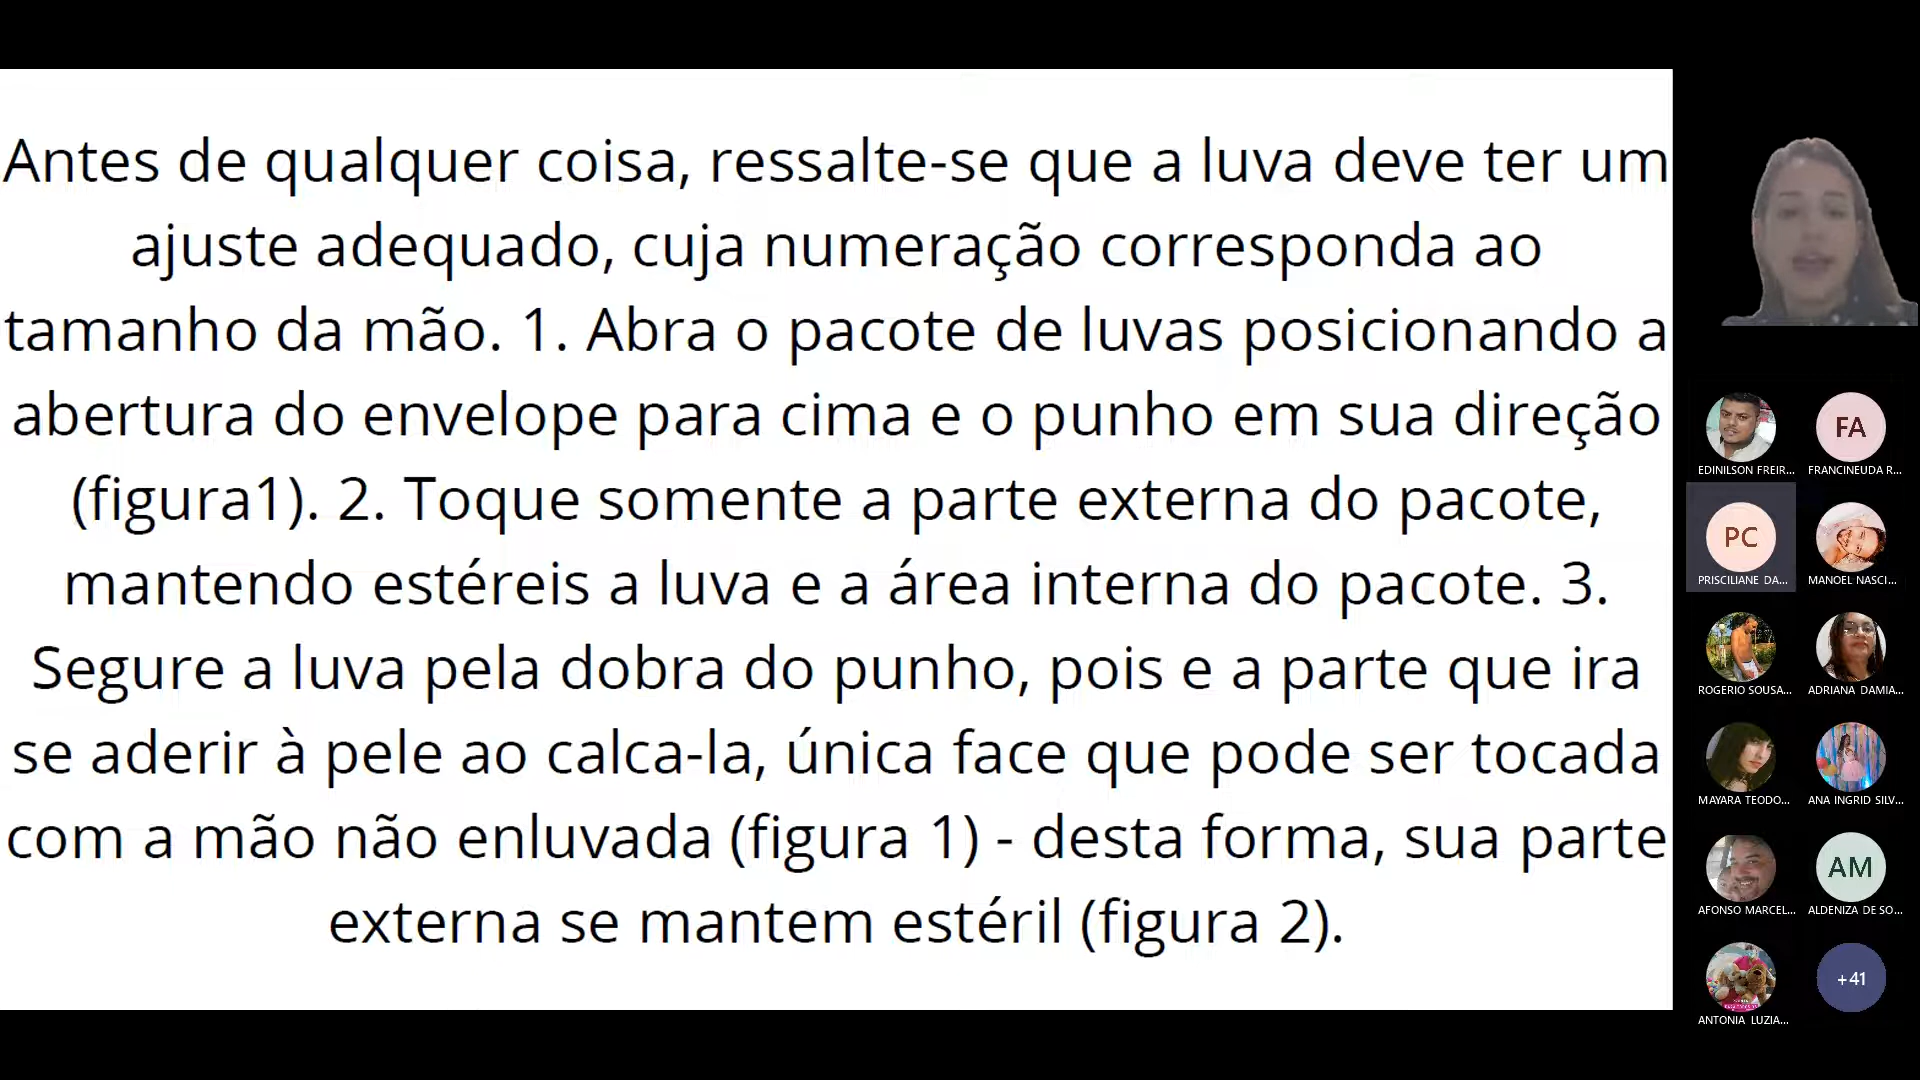 Antes de qualquer coisa, ressalte-se que a luva deve ter um
ajuste adequado, cuja numeração corresponda ao
tamanho da mão. 1. Abra o pacote de luvas posicionando a
abertura do envelope para cima e o punho em sua direção
(figura1). 2. Toque somente a parte externa do pacote,
mantendo estéreis a luva e a área interna do pacote. 3.
Segure a luva pela dobra do punho, pois e a parte que ira
se aderir à pele ao calca-la, única face que pode ser tocada
com a mão não enluvada (figura 1) - desta forma, sua parte
externa se mantem estéril (figura 2).
EDINILSON FREIR...
FA
FRANCINEUDA R...
PC
PRISCILIANE DA...
MANOEL NASCI...
ROGERIO SOUSA...
ADRIANA DAMIA...
MAYARA TEODO...
ANA INGRID SILV...
AFONSO MARCEL...
AM
ALDENIZA DE SO...
ANTONIA LUZIA...
+41